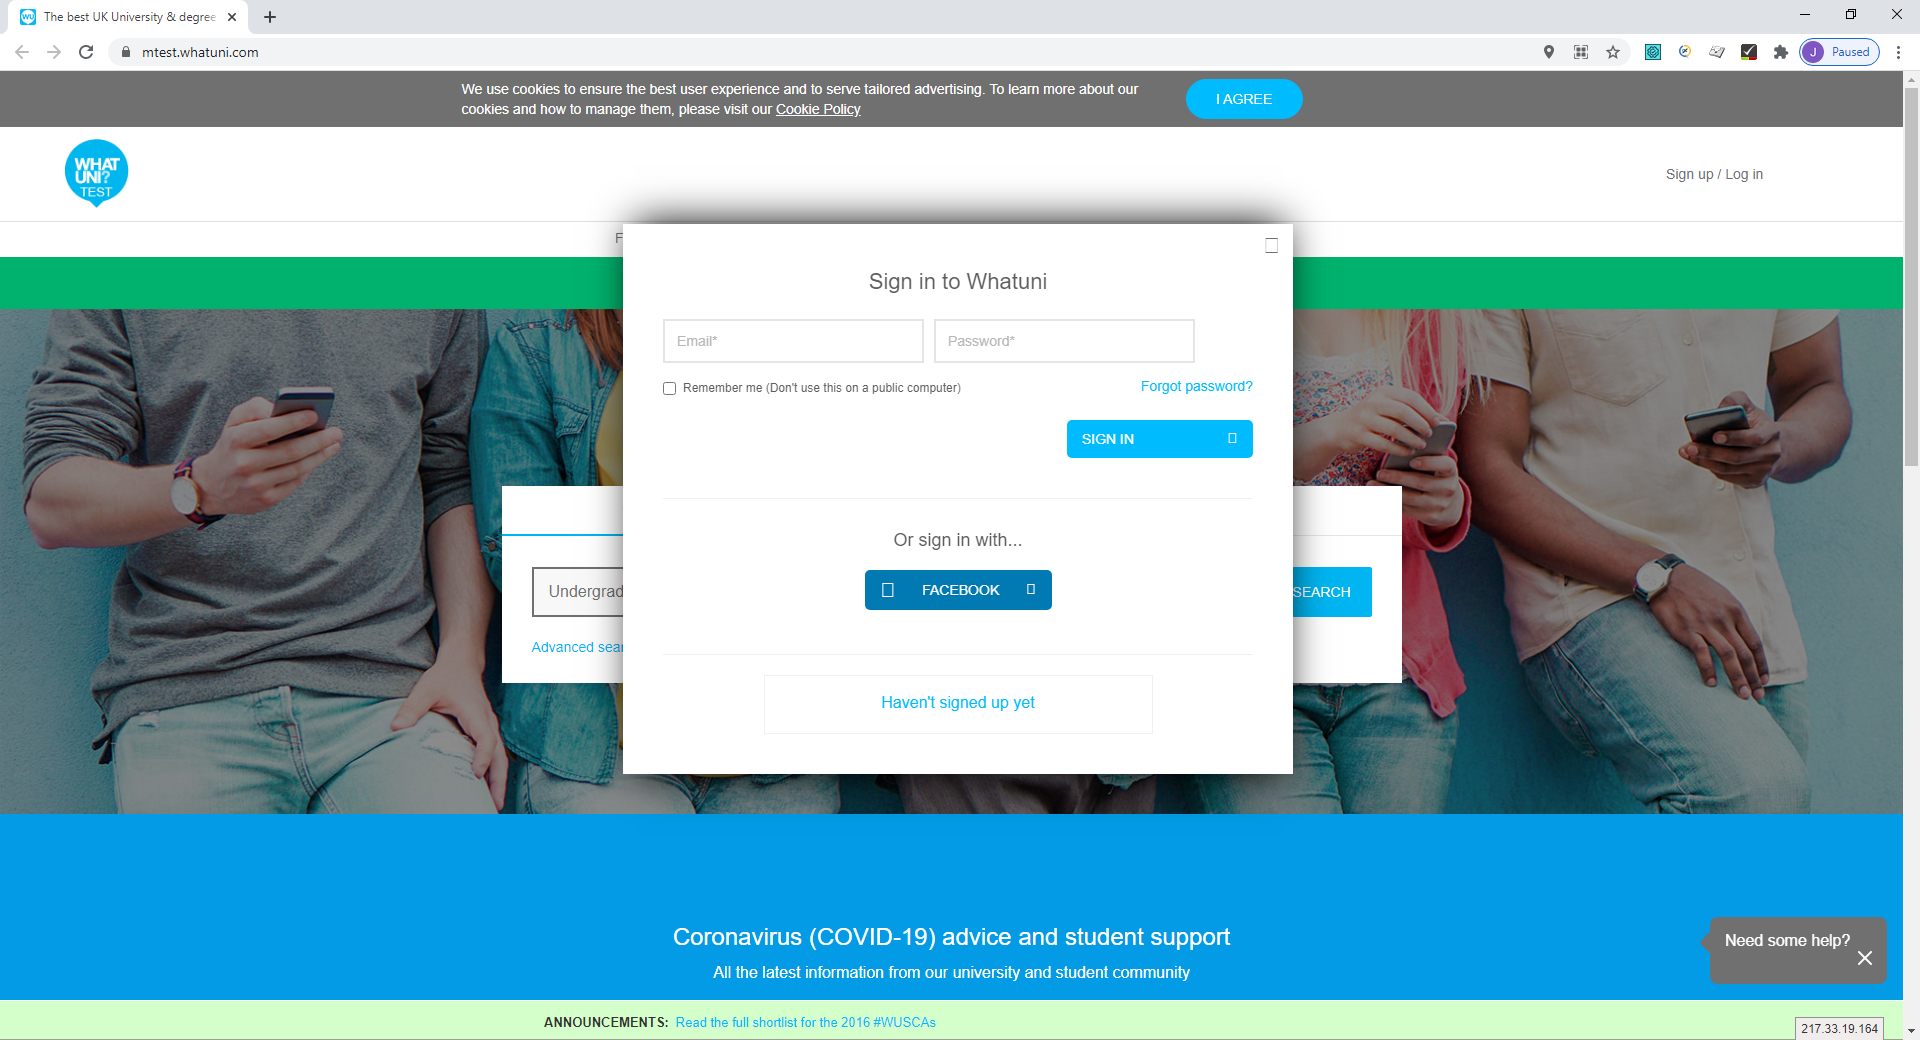 The best UK University & degree
mtest.whatuni.com
J Paused
We use cookies to ensure the best user experience and to serve tailored advertising. To learn more about our
cookies and how to manage them, please visit our Cookie Policy
I AGREE
WHAT
UNI?
TEST
Sign up / Log in
F
Sign in to Whatuni
Email* Password*
Remember me (Don't use this on a public computer) Forgot password?
SIGN IN
Or sign in with...
FACEBOOK
Undergrad
SEARCH
Advanced sear
Haven't signed up yet
Coronavirus (COVID-19) advice and student support
All the latest information from our university and student community
Need some help?
ANNOUNCEMENTS: Read the full shortlist for the 2016 #WUSCAs
217.33.19.164